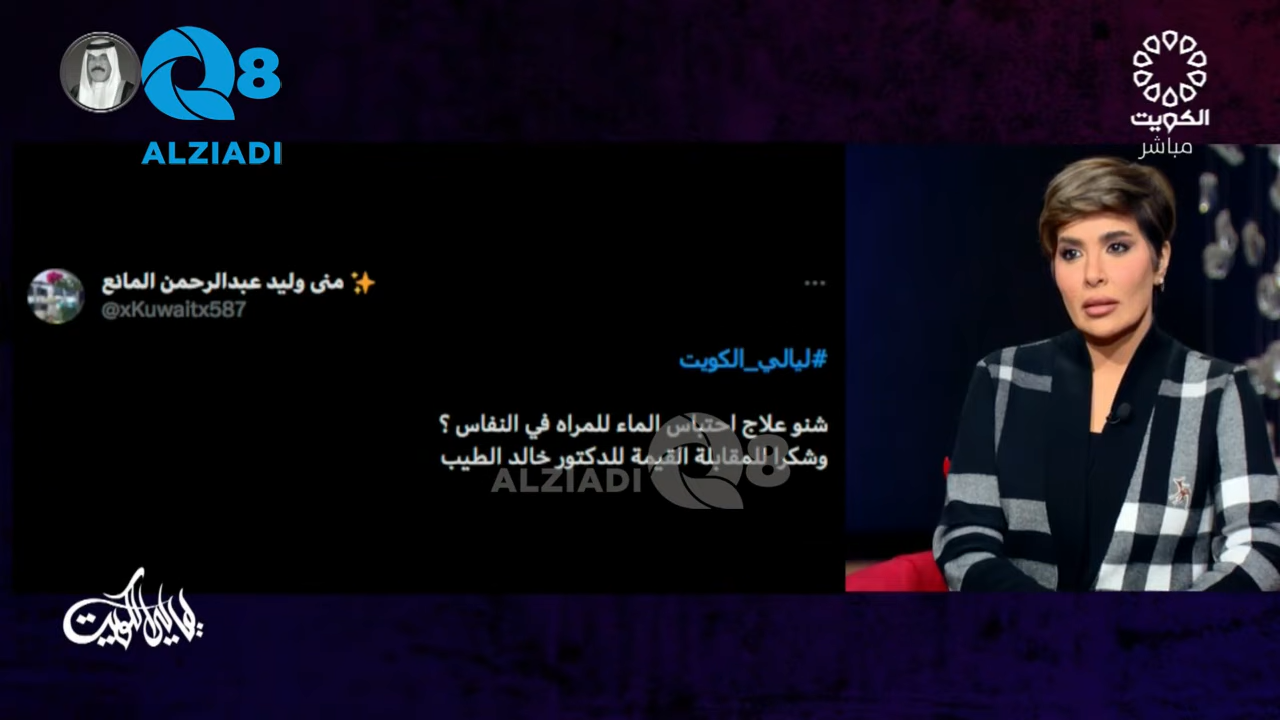 Q8
ALZIADI
الكويت
مباشر
منى وليد عبدالرحمن المانع ✨
@xKuwaitx587
#ليالي_الكويت
شنو علاج احتباس الماء للمراه في النفاس ؟
وشكرا للمقابلة القيمة للدكتور خالد الطيب
ALZIADI Q8
ليالي الكويت